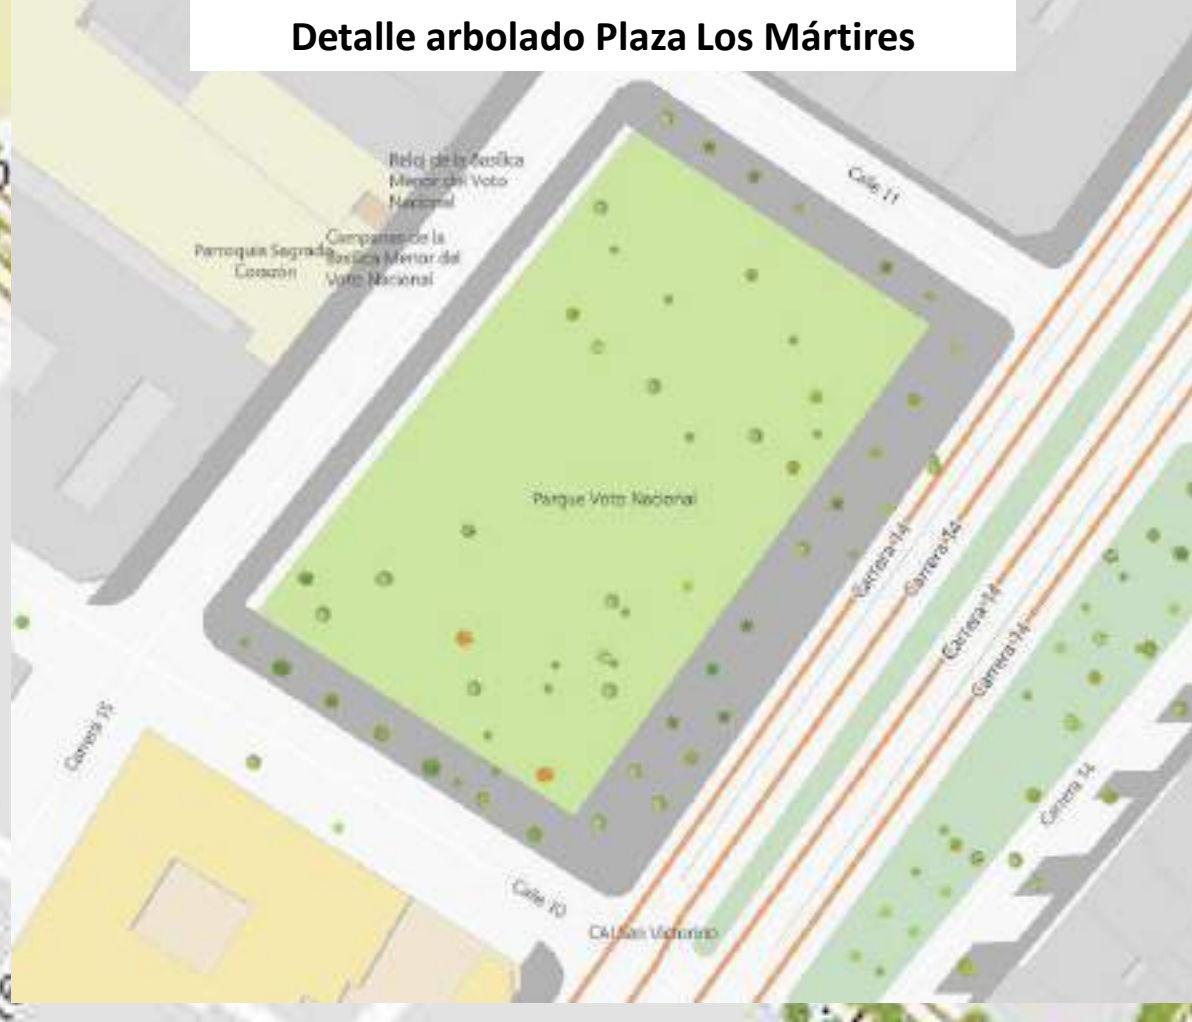 Detalle arbolado Plaza Los Mártires
Reloj de la Basílica
Menor del Voto
Nacional
Calle 11
Parroquia Sagrado
Corazón
Campanas de la
Basílica Menor del
Voto Nacional
Parque Voto Nacional
Carrera 14
Carrera 14
Carrera 14
Carrera 14
Carrera 15
Carrera 14
Calle 10
CAI San Victorino